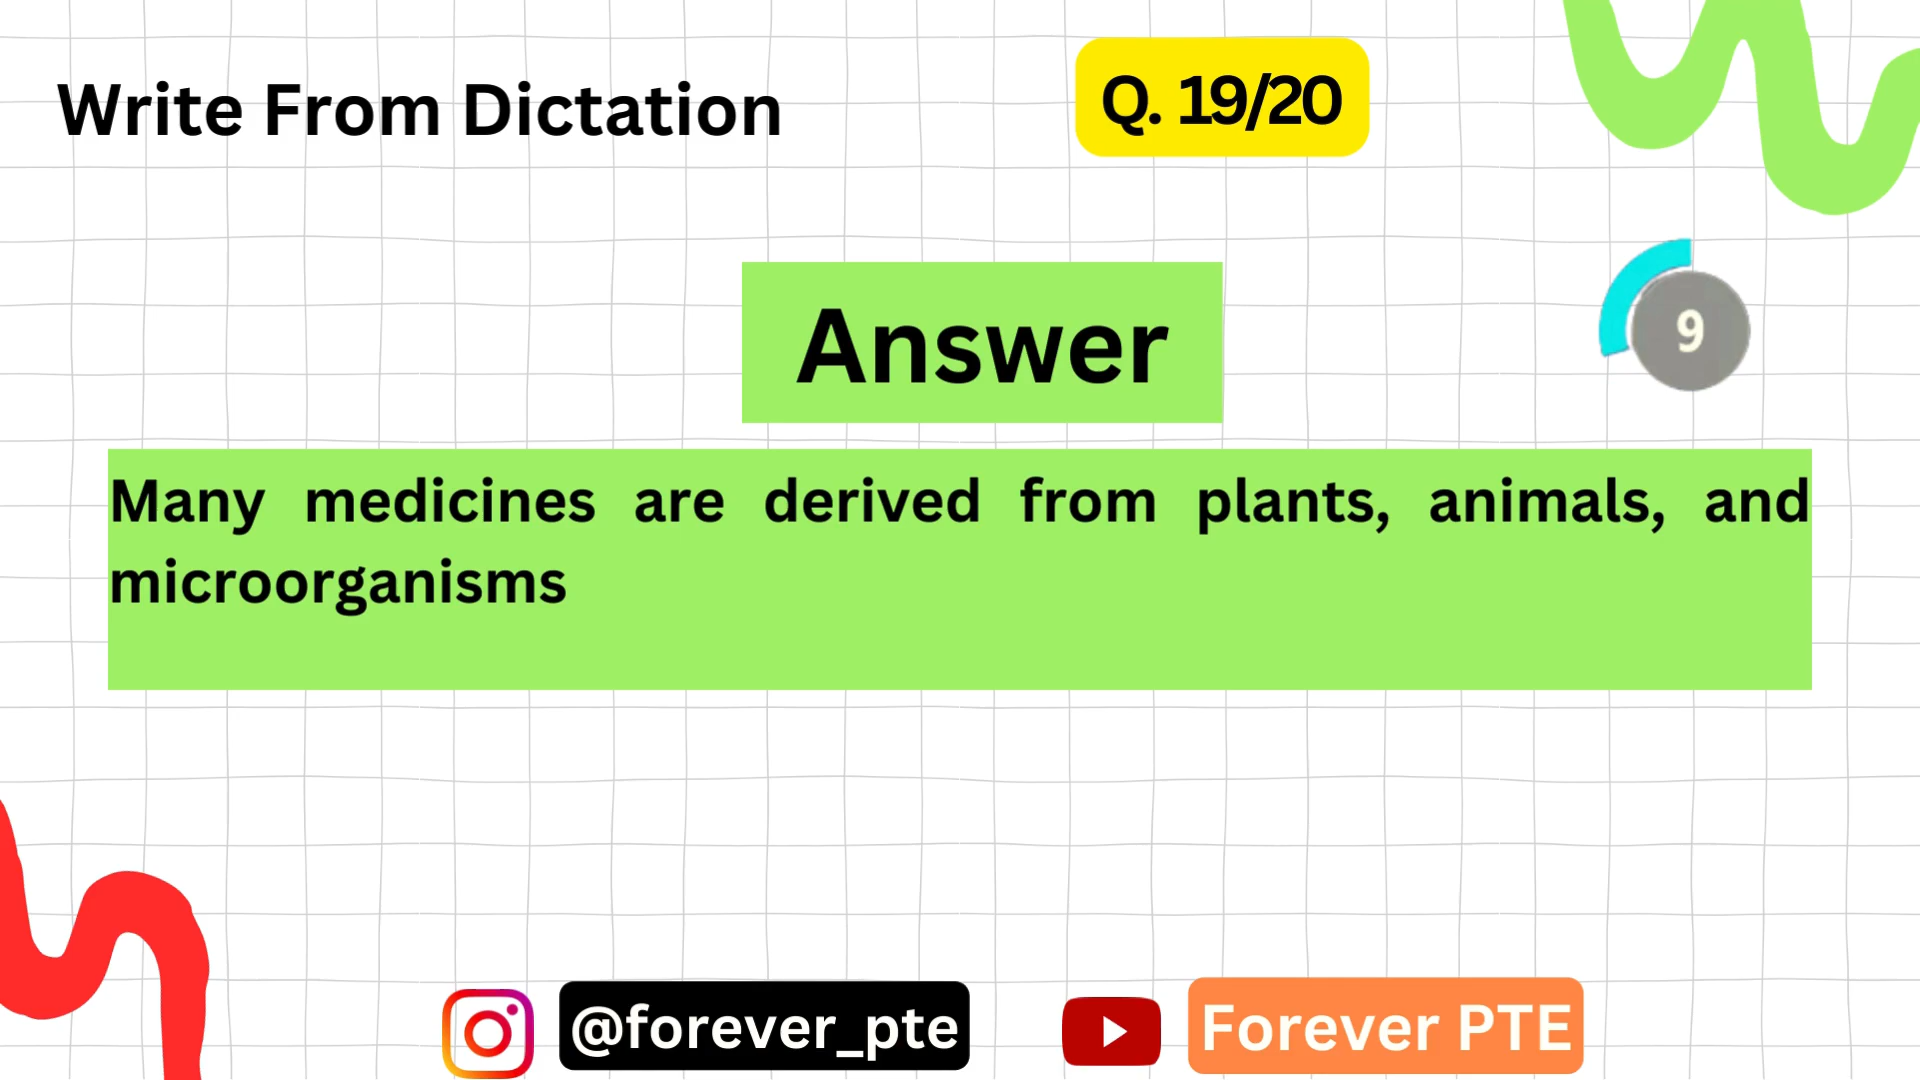 Write From Dictation
Q. 19/20
Answer
9
Many medicines are derived from plants, animals, and
microorganisms
@forever_pte
Forever PTE